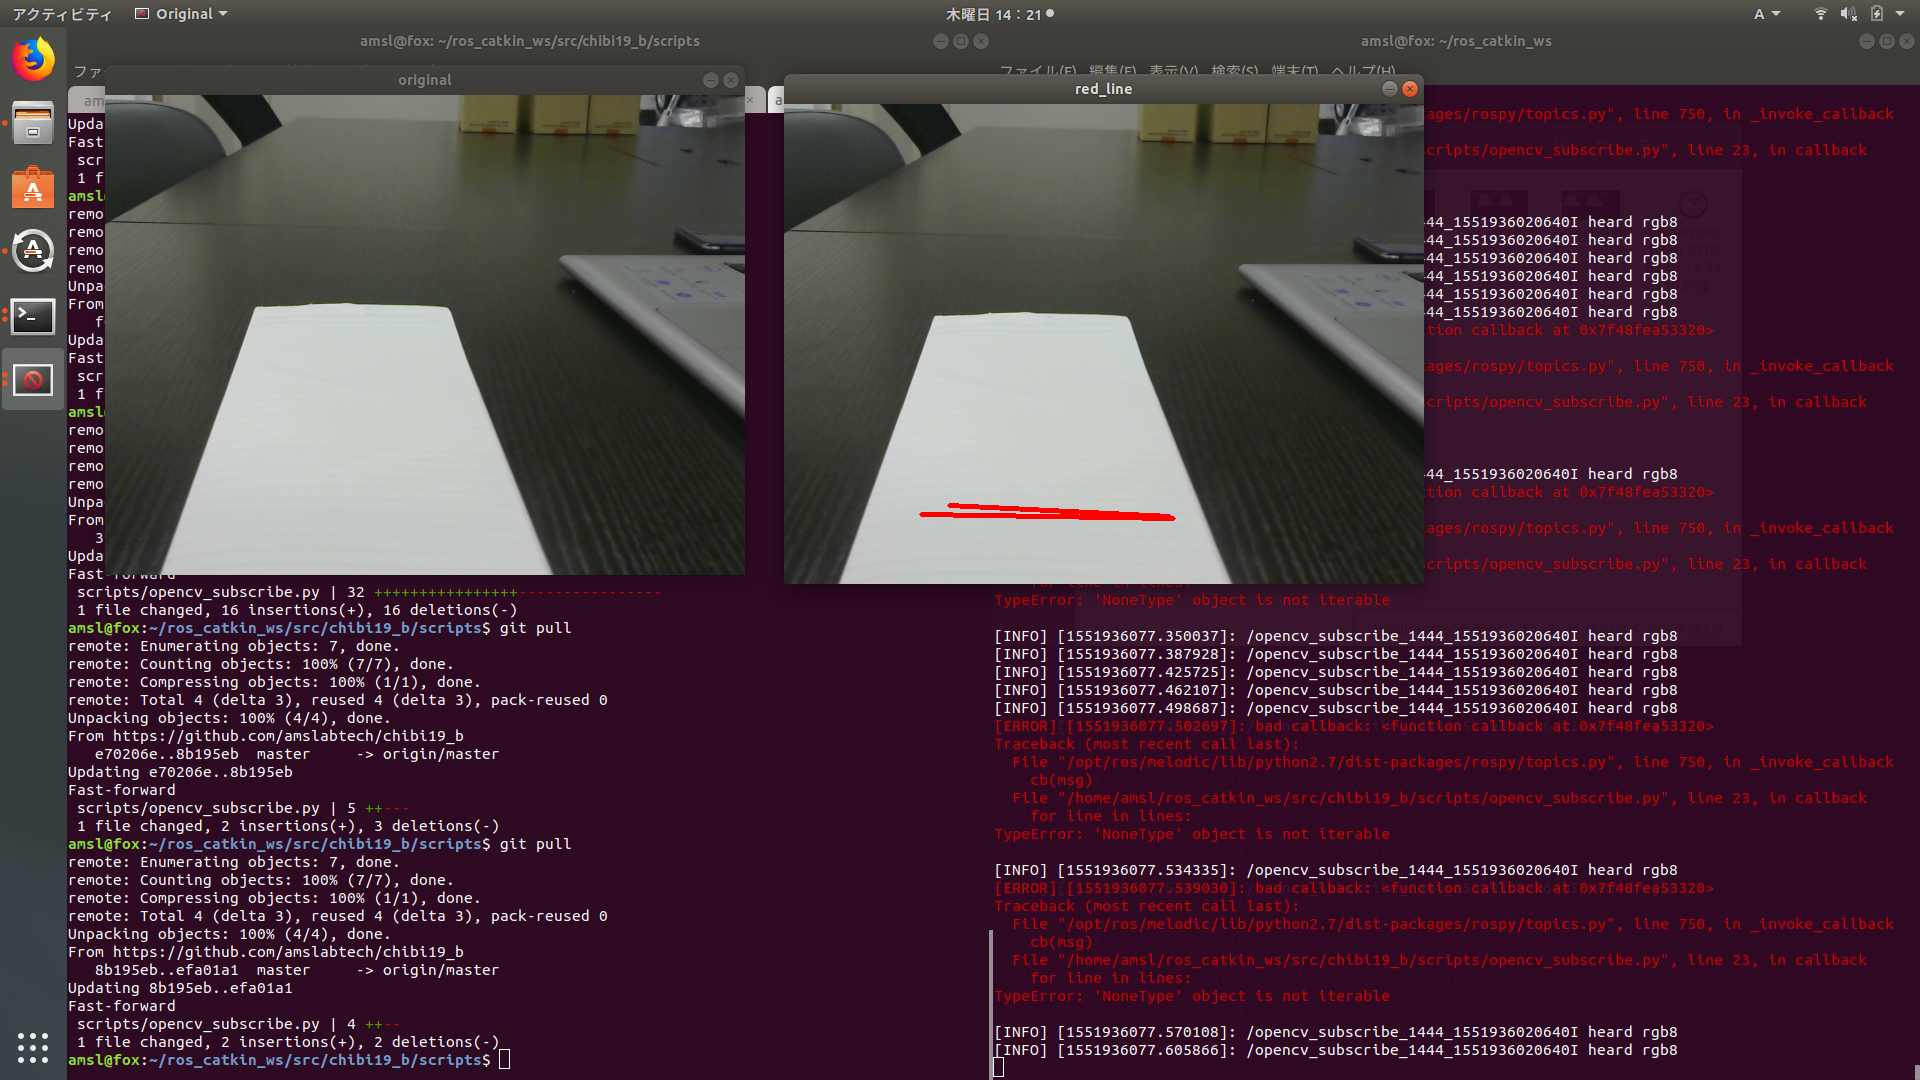 アクティビティ
Original
木曜日 14：21
A
amsl@fox: ~/ros_catkin_ws/src/chibi19_b/scripts
amsl@fox: ~/ros_catkin_ws
ファイル(F) 編集(E) 表示(V) 検索(S) 端末(T) ヘルプ(H)
original
red_line
Upda
Fast
scr
1 f
amsl
remo
remo
remo
remo
Unpa
From
f
Upda
Fast
scr
1 f
amsl
remo
remo
remo
remo
Unpa
From
3
Upda
Fast-forward
scripts/opencv_subscribe.py | 32 ++++++++++++++++----------------
1 file changed, 16 insertions(+), 16 deletions(-)
amsl@fox:~/ros_catkin_ws/src/chibi19_b/scripts$ git pull
remote: Enumerating objects: 7, done.
remote: Counting objects: 100% (7/7), done.
remote: Compressing objects: 100% (1/1), done.
remote: Total 4 (delta 3), reused 4 (delta 3), pack-reused 0
Unpacking objects: 100% (4/4), done.
From https://github.com/amslabtech/chibi19_b
e70206e..8b195eb  master     -> origin/master
Updating e70206e..8b195eb
Fast-forward
scripts/opencv_subscribe.py | 5 ++---
1 file changed, 2 insertions(+), 3 deletions(-)
amsl@fox:~/ros_catkin_ws/src/chibi19_b/scripts$ git pull
remote: Enumerating objects: 7, done.
remote: Counting objects: 100% (7/7), done.
remote: Compressing objects: 100% (1/1), done.
remote: Total 4 (delta 3), reused 4 (delta 3), pack-reused 0
Unpacking objects: 100% (4/4), done.
From https://github.com/amslabtech/chibi19_b
8b195eb..efa01a1  master     -> origin/master
Updating 8b195eb..efa01a1
Fast-forward
scripts/opencv_subscribe.py | 4 ++--
1 file changed, 2 insertions(+), 2 deletions(-)
amsl@fox:~/ros_catkin_ws/src/chibi19_b/scripts$
ages/rospy/topics.py", line 750, in _invoke_callback
scripts/opencv_subscribe.py", line 23, in callback
44_1551936020640I heard rgb8
44_1551936020640I heard rgb8
44_1551936020640I heard rgb8
44_1551936020640I heard rgb8
44_1551936020640I heard rgb8
44_1551936020640I heard rgb8
ction callback at 0x7f48fea53320>
ages/rospy/topics.py", line 750, in _invoke_callback
scripts/opencv_subscribe.py", line 23, in callback
44_1551936020640I heard rgb8
ction callback at 0x7f48fea53320>
ages/rospy/topics.py", line 750, in _invoke_callback
scripts/opencv_subscribe.py", line 23, in callback
for line in lines:
TypeError: 'NoneType' object is not iterable
[INFO] [1551936077.350037]: /opencv_subscribe_1444_1551936020640I heard rgb8
[INFO] [1551936077.387928]: /opencv_subscribe_1444_1551936020640I heard rgb8
[INFO] [1551936077.425725]: /opencv_subscribe_1444_1551936020640I heard rgb8
[INFO] [1551936077.462107]: /opencv_subscribe_1444_1551936020640I heard rgb8
[INFO] [1551936077.498687]: /opencv_subscribe_1444_1551936020640I heard rgb8
[ERROR] [1551936077.502697]: bad callback: <function callback at 0x7f48fea53320>
Traceback (most recent call last):
File "/opt/ros/melodic/lib/python2.7/dist-packages/rospy/topics.py", line 750, in _invoke_callback
cb(msg)
File "/home/amsl/ros_catkin_ws/src/chibi19_b/scripts/opencv_subscribe.py", line 23, in callback
for line in lines:
TypeError: 'NoneType' object is not iterable
[INFO] [1551936077.534335]: /opencv_subscribe_1444_1551936020640I heard rgb8
[ERROR] [1551936077.539030]: bad callback: <function callback at 0x7f48fea53320>
Traceback (most recent call last):
File "/opt/ros/melodic/lib/python2.7/dist-packages/rospy/topics.py", line 750, in _invoke_callback
cb(msg)
File "/home/amsl/ros_catkin_ws/src/chibi19_b/scripts/opencv_subscribe.py", line 23, in callback
for line in lines:
TypeError: 'NoneType' object is not iterable
[INFO] [1551936077.570108]: /opencv_subscribe_1444_1551936020640I heard rgb8
[INFO] [1551936077.605866]: /opencv_subscribe_1444_1551936020640I heard rgb8